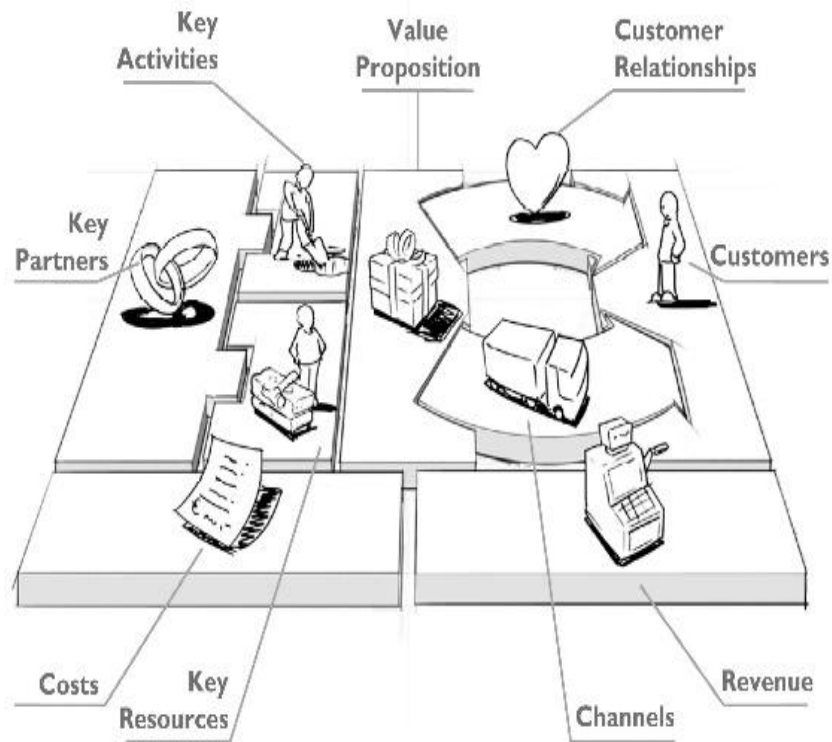 Key
Activities
Value
Proposition
Customer
Relationships
Key
Partners
Customers
Costs
Key
Resources
Channels
Revenue